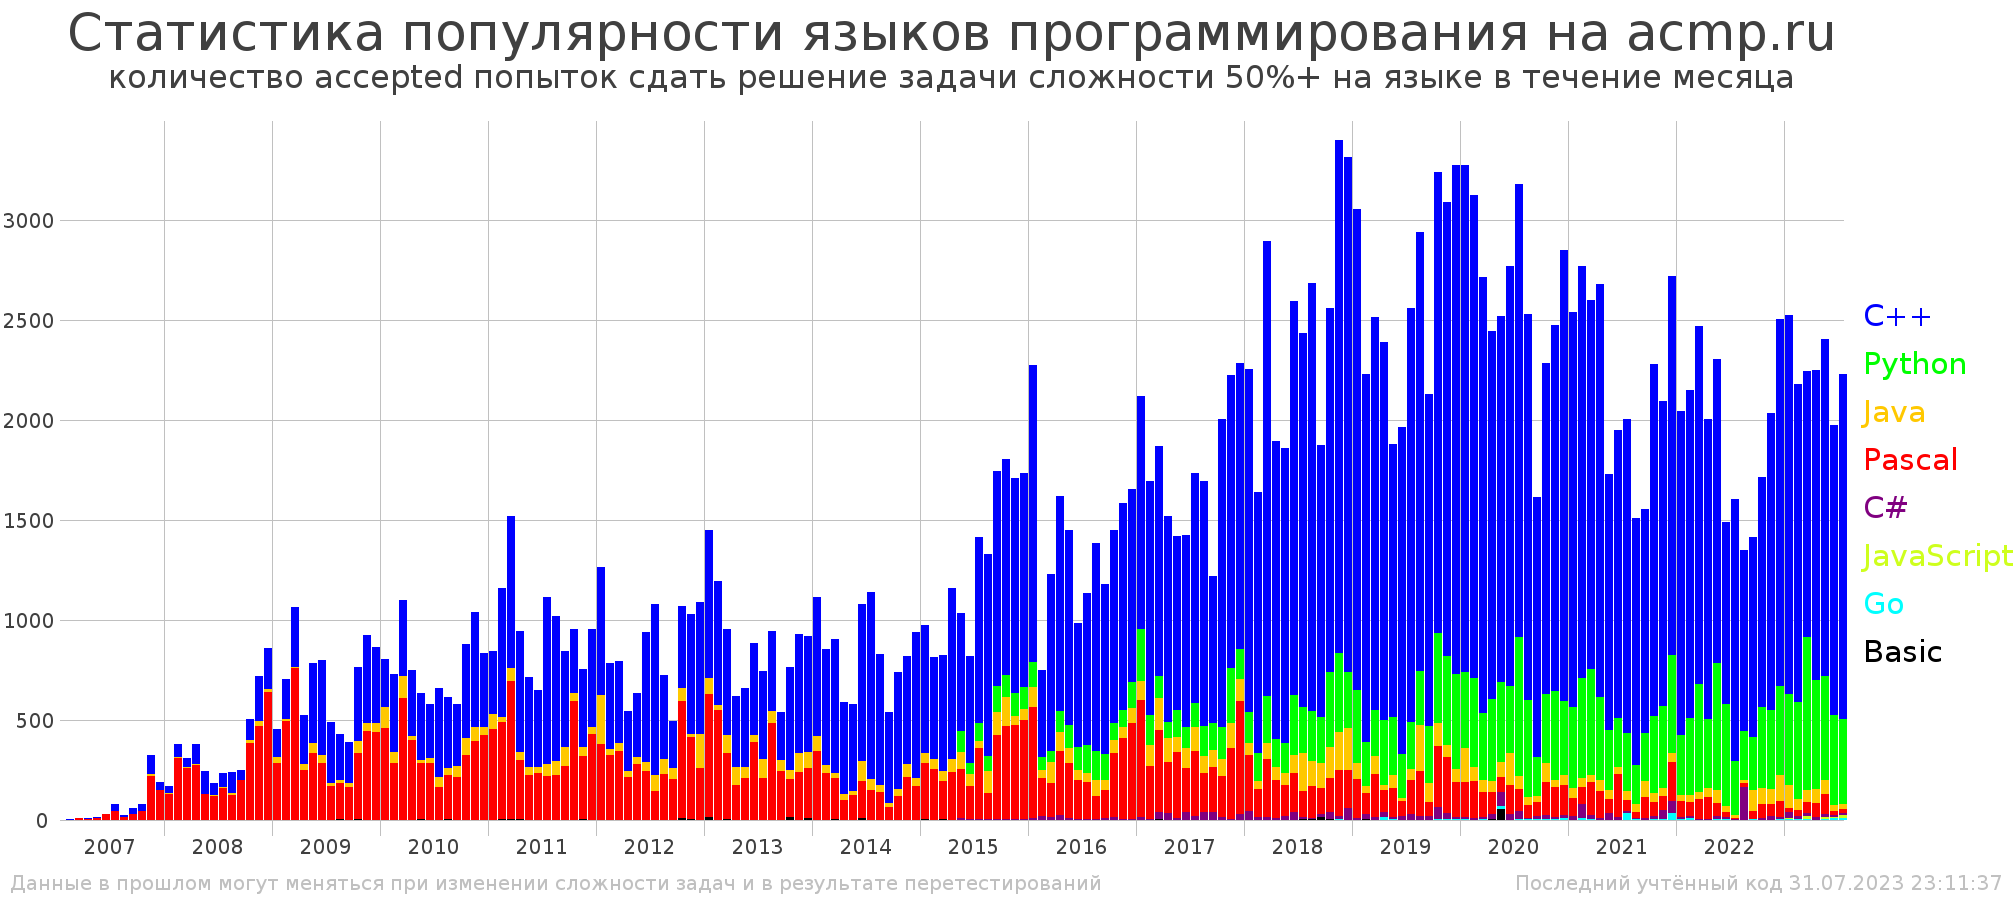 Статистика популярности языков программирования на acmp.ru
количество accepted попыток сдать решение задачи сложности 50%+ на языке в течение месяца
3000
2500
2000
1500
1000
500
0
C++
Python
Java
Pascal
C#
JavaScript
Go
Basic
2007 2008 2009 2010 2011 2012 2013 2014 2015 2016 2017 2018 2019 2020 2021 2022
Данные в прошлом могут меняться при изменении сложности задач и в результате перетестирований
Последний учтённый код 31.07.2023 23:11:37